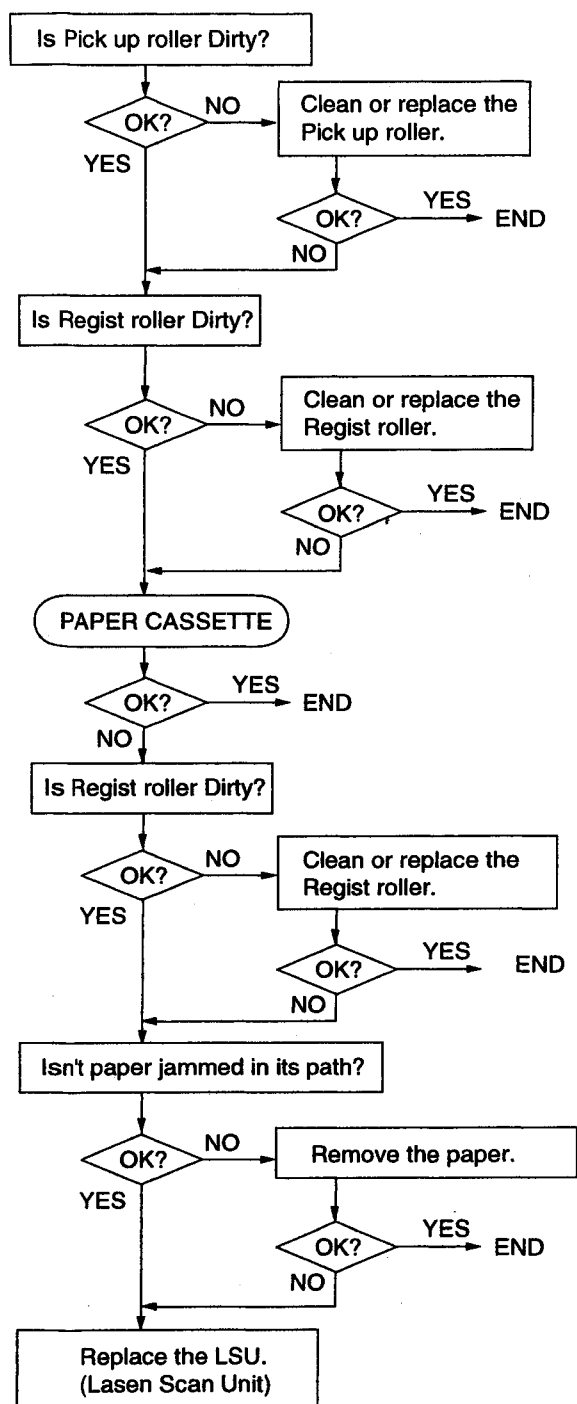 Is Pick up roller Dirty?
OK?
NO
Clean or replace the
Pick up roller.
YES
OK?
YES
END
NO
Is Regist roller Dirty?
OK?
NO
Clean or replace the
Regist roller.
YES
OK?
YES
END
NO
PAPER CASSETTE
OK?
YES
END
NO
Is Regist roller Dirty?
OK?
NO
Clean or replace the
Regist roller.
YES
OK?
YES
END
NO
Isn't paper jammed in its path?
OK?
NO
Remove the paper.
YES
OK?
YES
END
NO
Replace the LSU.
(Lasen Scan Unit)